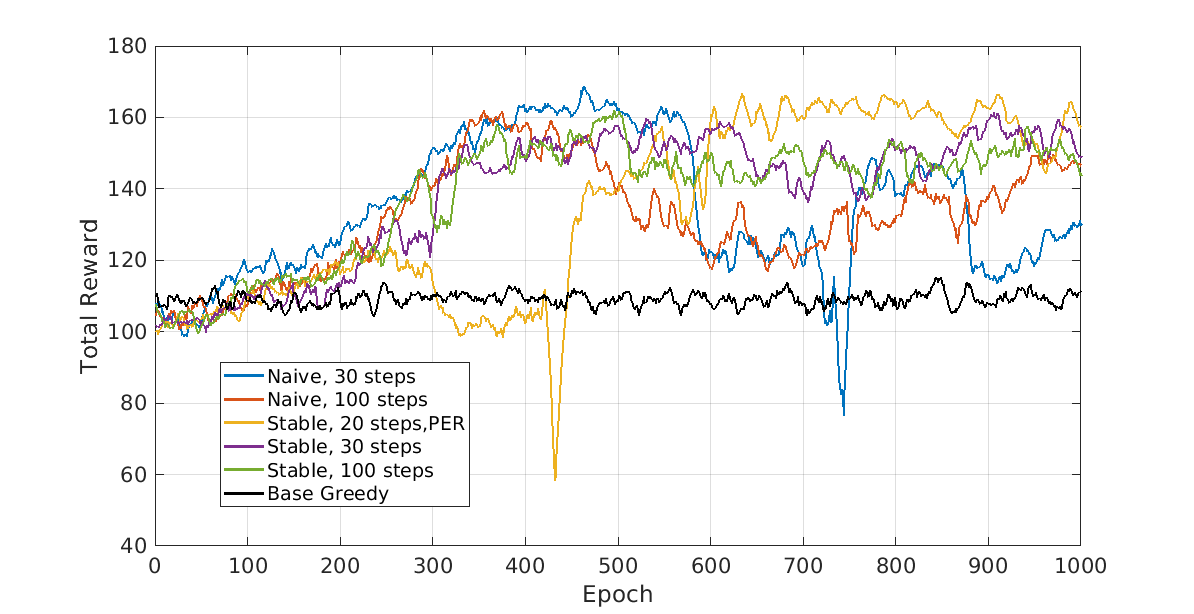 180
160
140
120
100
80
60
40
Total Reward
Naive, 30 steps
Naive, 100 steps
Stable, 20 steps,PER
Stable, 30 steps
Stable, 100 steps
Base Greedy
0 100 200 300 400 500 600 700 800 900 1000
Epoch